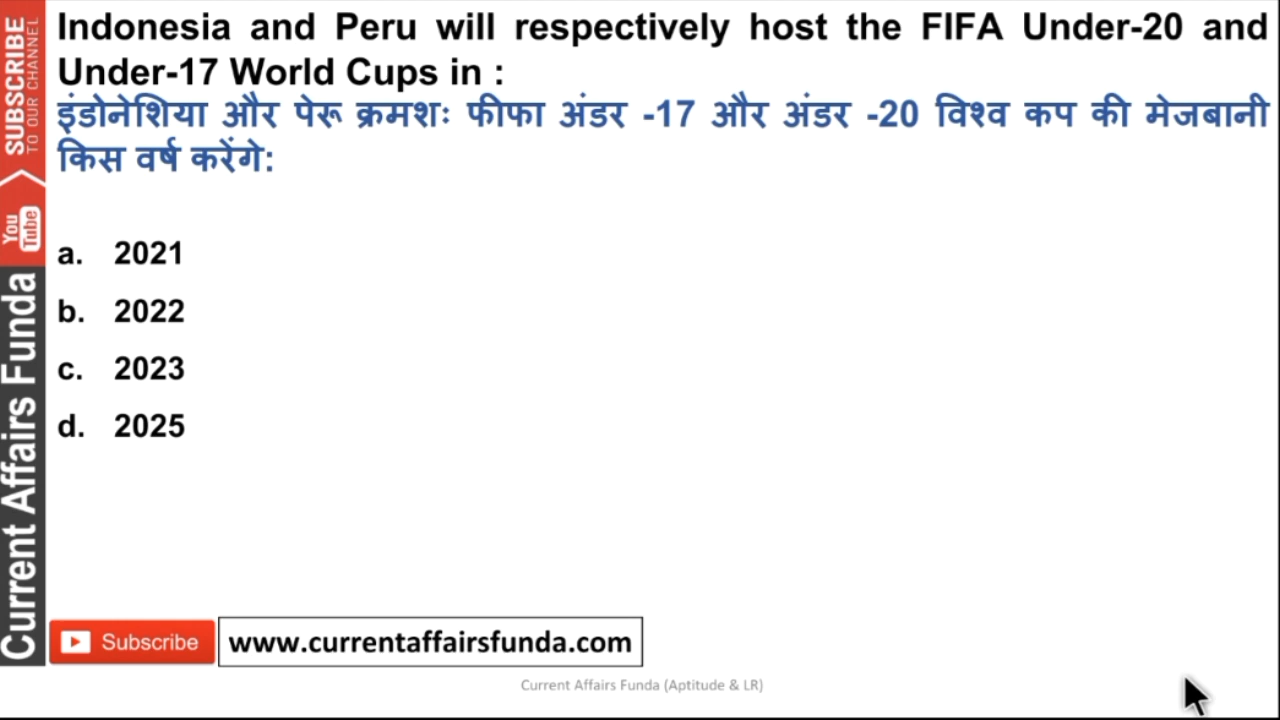 Indonesia and Peru will respectively host the FIFA Under-20 and
Under-17 World Cups in :
इंडोनेशिया और पेरू क्रमशः फीफा अंडर -17 और अंडर -20 विश्व कप की मेजबानी
किस वर्ष करेंगे:
a. 2021
b. 2022
c. 2023
d. 2025
SUBSCRIBE
TO OUR CHANNEL
You
Tube
Current Affairs Funda
Subscribe
www.currentaffairsfunda.com
Current Affairs Funda (Aptitude & LR)